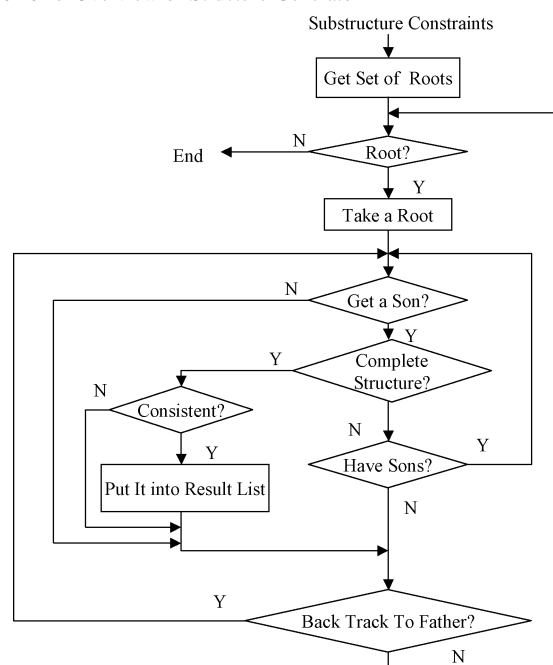 Substructure Constraints
Get Set of Roots
N
Root?
End
Y
Take a Root
N
Get a Son?
Y
Y
Complete
Structure?
N
Consistent?
N
Y
Y
Have Sons?
Put It into Result List
N
Y
Back Track To Father?
N